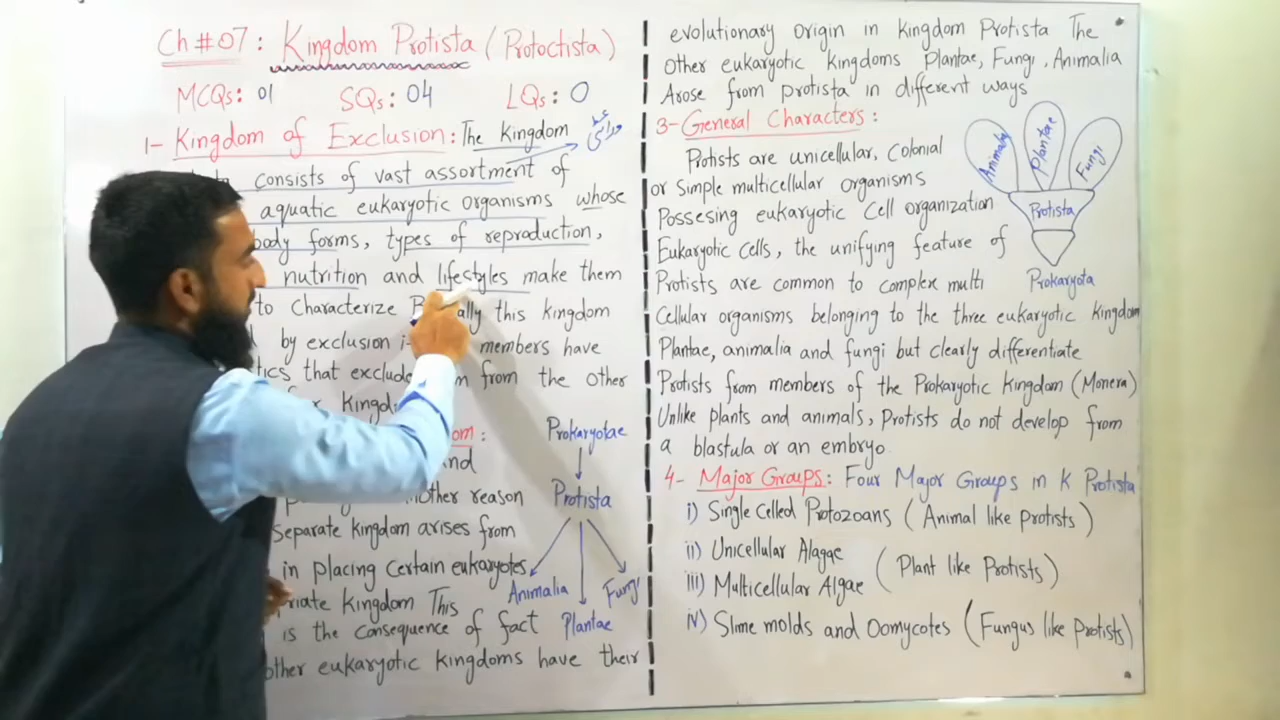 Ch # 07 : Kingdom Protista (Protoctista)
MCQs: 01 SQs: 04 LQs: 0
1- Kingdom of Exclusion: The Kingdom
consists of vast assortment of
aquatic eukaryotic organisms whose
body forms, types of reproduction,
nutrition and lifestyles make them
to Characterize this kingdom
by exclusion members have
that exclude from the other
Prokaryotae
Protista
Animalia
Plantae
Fungi
other reason
Separate kingdom arises from
in placing certain eukaryotes
Kingdom This
is the consequence of fact
other eukaryotic kingdoms have their
evolutionary origin in kingdom Protista The
Other eukaryotic kingdoms Plantae, Fungi, Animalia
Arose from protista in different ways
3- General Characters:
Protists are unicellular, Colonial
or Simple multicellular organisms
Possesing eukaryotic Cell organization
Eukaryotic cells, the unifying feature of
Protists are common to complex multi
Cellular organisms belonging to the three eukaryotic kingdom
Plantae, animalia and fungi but clearly differentiate
Protists from members of the Prokaryotic Kingdom (Monera)
Unlike plants and animals, Protists do not develop from
a blastula or an embryo
Animalia
Plantae
Fungi
Protista
Prokaryota
4- Major Groups: Four Major Groups in K Protista
i) Single Celled Protozoans (Animal like protists)
ii) Unicellular Alagae
iii) Multicellular Algae
(Plant like Protists)
iv) Slime molds and Oomycotes (Fungus like Protists)